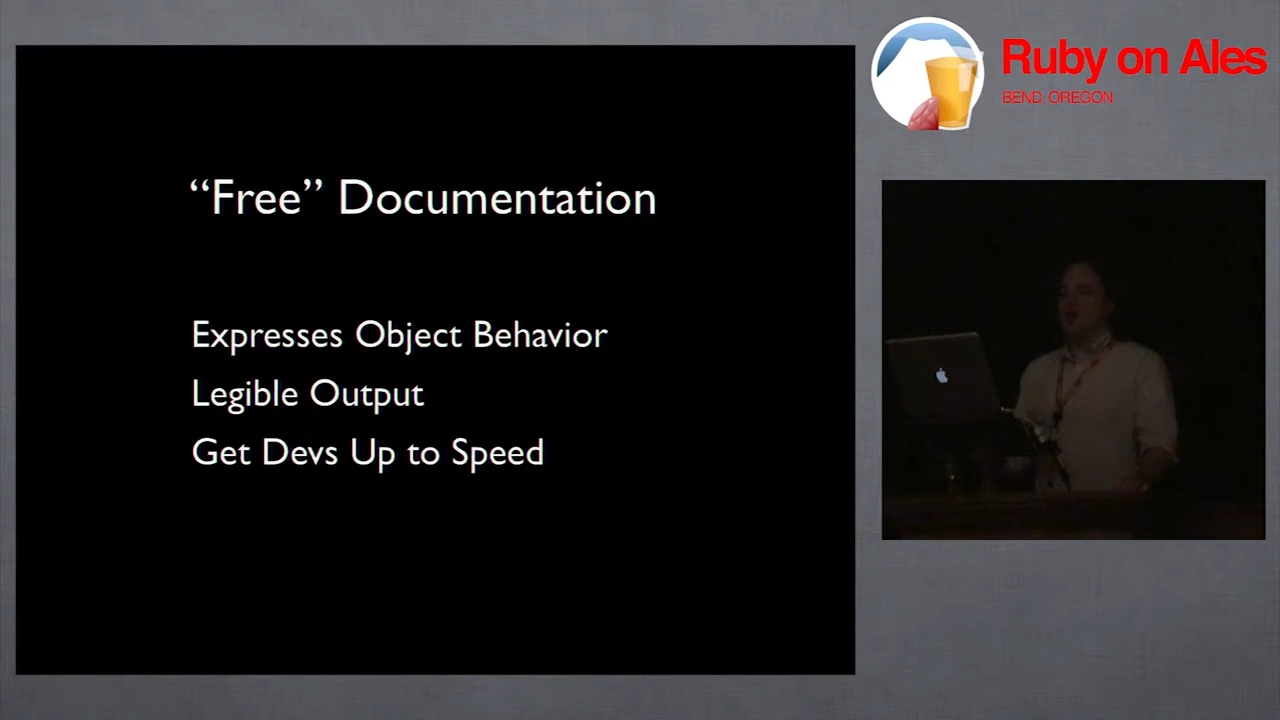 “Free” Documentation
Expresses Object Behavior
Legible Output
Get Devs Up to Speed
Ruby on Ales
BEND, OREGON